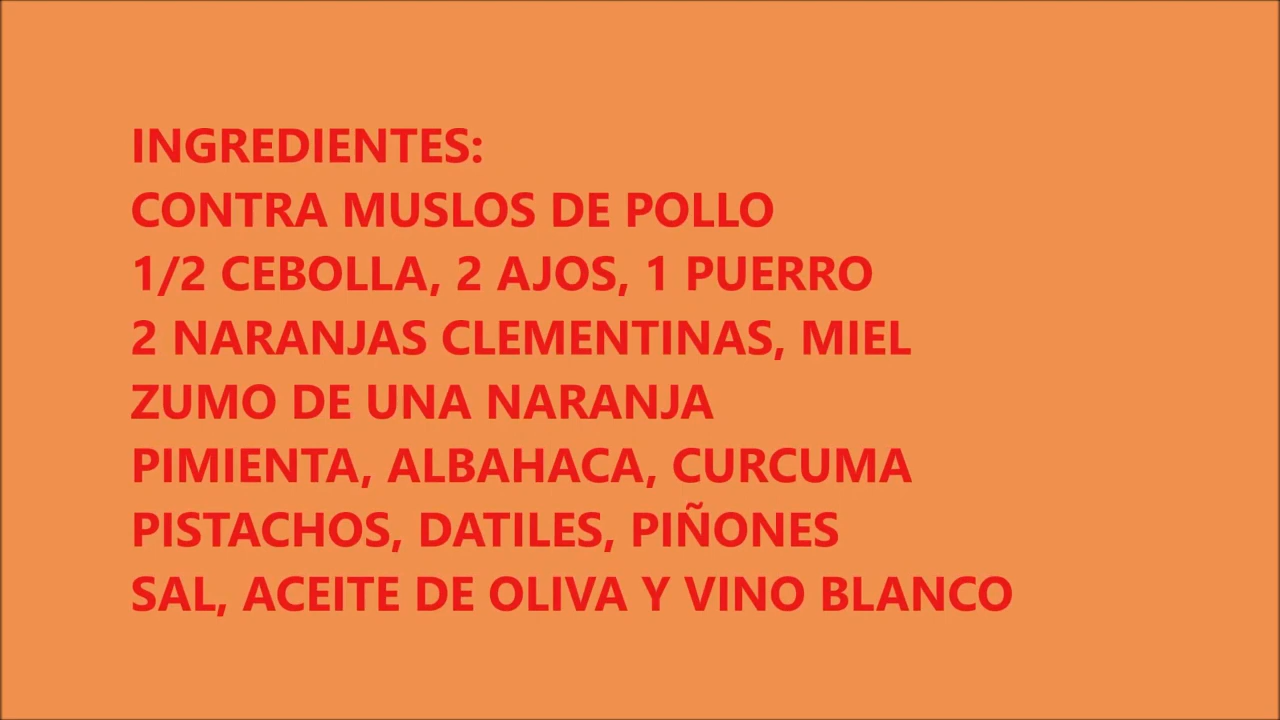 INGREDIENTES:
CONTRA MUSLOS DE POLLO
1/2 CEBOLLA, 2 AJOS, 1 PUERRO
2 NARANJAS CLEMENTINAS, MIEL
ZUMO DE UNA NARANJA
PIMIENTA, ALBAHACA, CURCUMA
PISTACHOS, DATILES, PIÑONES
SAL, ACEITE DE OLIVA Y VINO BLANCO